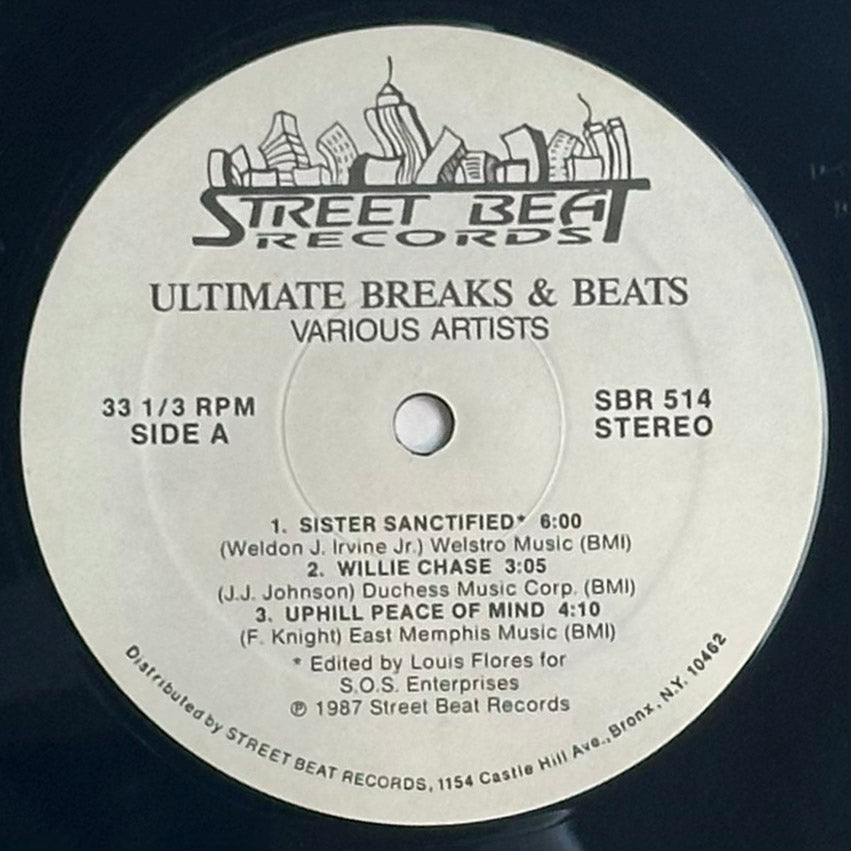 STREET BEAT
RECORDS
ULTIMATE BREAKS & BEATS
VARIOUS ARTISTS
33 1/3 RPM
SIDE A
SBR 514
STEREO
1. SISTER SANCTIFIED* 6:00
(Weldon J. Irvine Jr.) Welstro Music (BMI)
2. WILLIE CHASE 3:05
(J.J. Johnson) Duchess Music Corp. (BMI)
3. UPHILL PEACE OF MIND 4:10
(F. Knight) East Memphis Music (BMI)
* Edited by Louis Flores for
S.O.S. Enterprises
℗ 1987 Street Beat Records
Distributed by STREET BEAT RECORDS, 1154 Castle Hill Ave., Bronx, N.Y. 10462